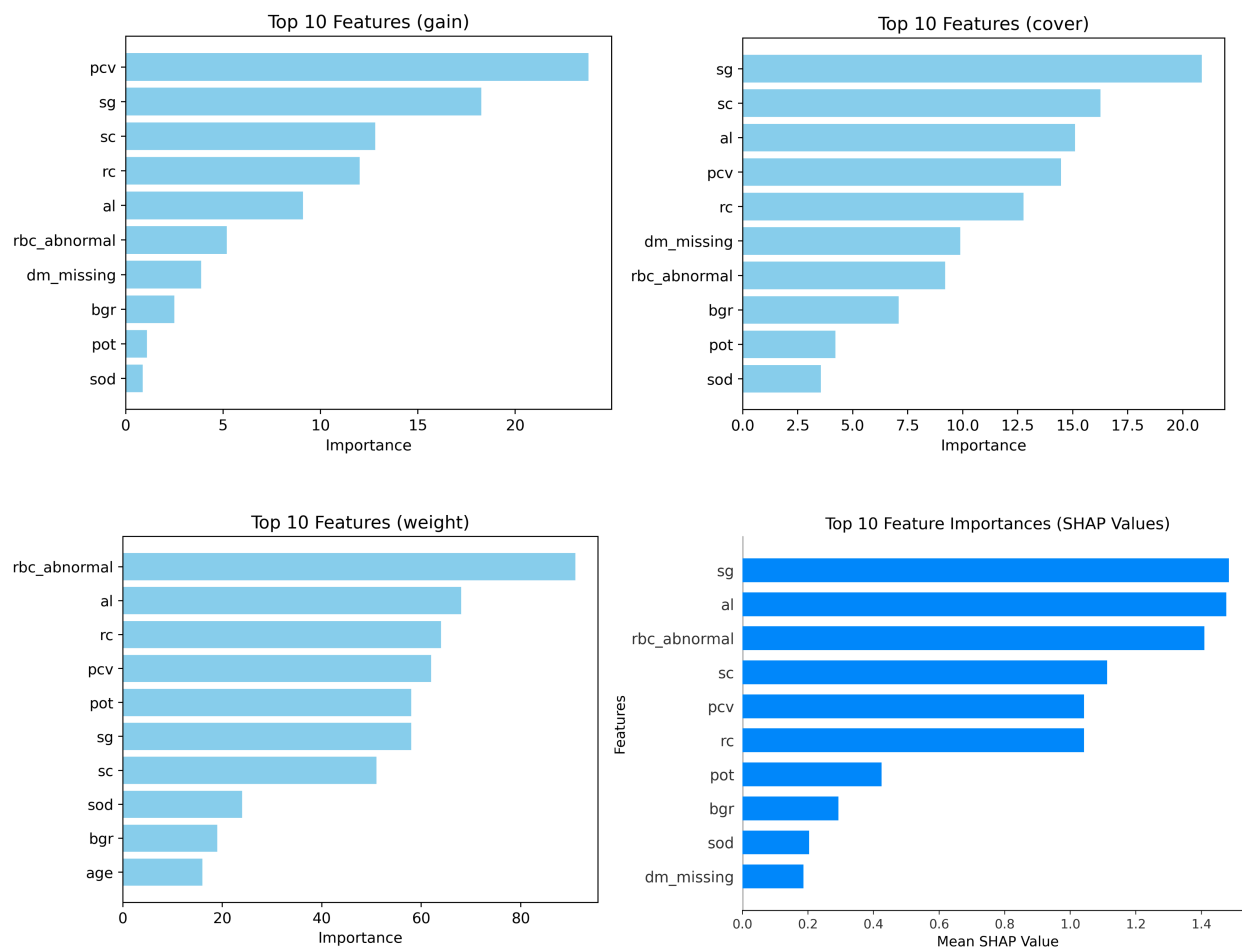 Top 10 Features (gain)
pcv
sg
sc
rc
al
rbc_abnormal
dm_missing
bgr
pot
sod
0 5 10 15 20
Importance
Top 10 Features (cover)
sg
sc
al
pcv
rc
dm_missing
rbc_abnormal
bgr
pot
sod
0.0 2.5 5.0 7.5 10.0 12.5 15.0 17.5 20.0
Importance
Top 10 Features (weight)
rbc_abnormal
al
rc
pcv
pot
sg
sc
sod
bgr
age
0 20 40 60 80
Importance
Top 10 Feature Importances (SHAP Values)
Features
sg
al
rbc_abnormal
sc
pcv
rc
pot
bgr
sod
dm_missing
0.0 0.2 0.4 0.6 0.8 1.0 1.2 1.4
Mean SHAP Value